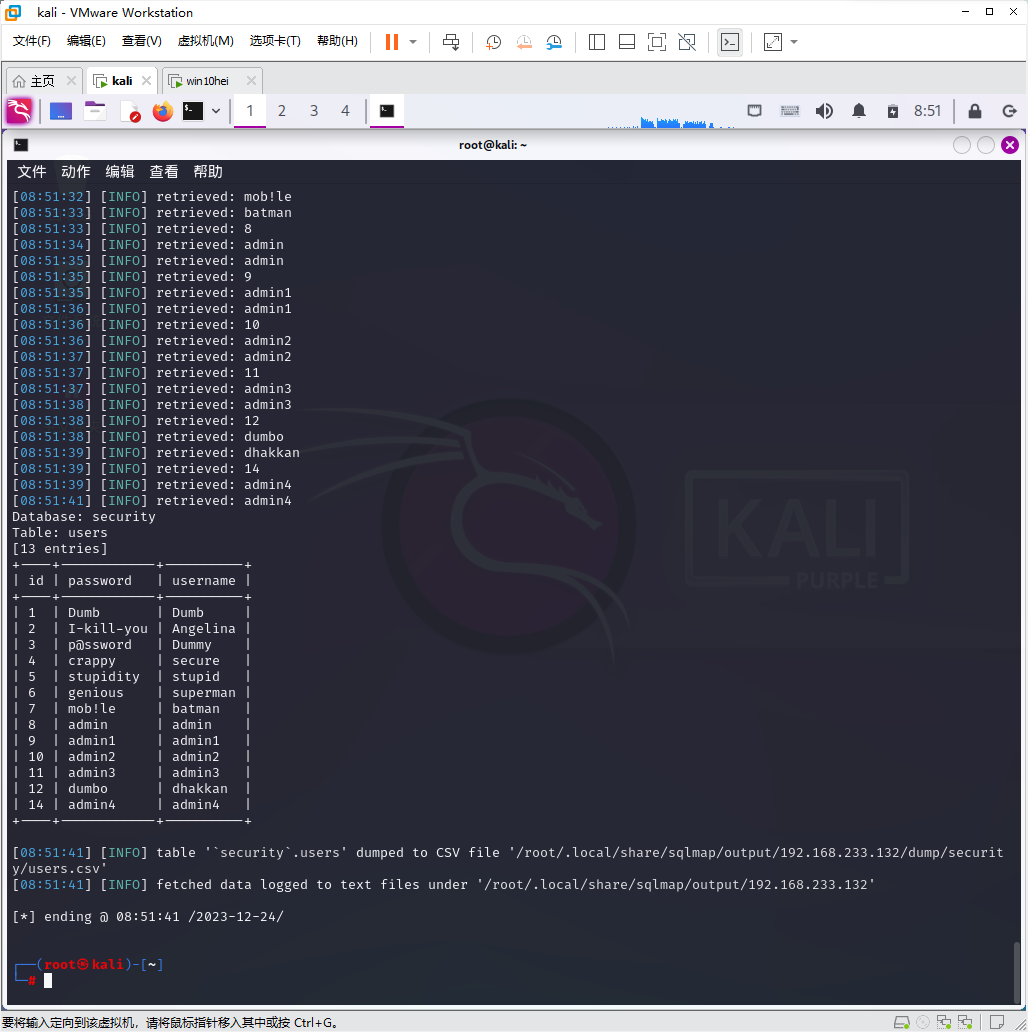 kali - VMware Workstation
文件(F) 编辑(E) 查看(V) 虚拟机(M) 选项卡(T) 帮助(H)
主页 kali win10hei
1 2 3 4 8:51
root@kali: ~
文件 动作 编辑 查看 帮助
[08:51:32] [INFO] retrieved: mob!le
[08:51:33] [INFO] retrieved: batman
[08:51:33] [INFO] retrieved: 8
[08:51:34] [INFO] retrieved: admin
[08:51:35] [INFO] retrieved: admin
[08:51:35] [INFO] retrieved: 9
[08:51:35] [INFO] retrieved: admin1
[08:51:36] [INFO] retrieved: admin1
[08:51:36] [INFO] retrieved: 10
[08:51:36] [INFO] retrieved: admin2
[08:51:37] [INFO] retrieved: admin2
[08:51:37] [INFO] retrieved: 11
[08:51:37] [INFO] retrieved: admin3
[08:51:38] [INFO] retrieved: admin3
[08:51:38] [INFO] retrieved: 12
[08:51:38] [INFO] retrieved: dumbo
[08:51:39] [INFO] retrieved: dhakkan
[08:51:39] [INFO] retrieved: 14
[08:51:39] [INFO] retrieved: admin4
[08:51:41] [INFO] retrieved: admin4
Database: security
Table: users
[13 entries]
+----+------------+----------+
| id | password   | username |
+----+------------+----------+
| 1  | Dumb       | Dumb     |
| 2  | I-kill-you | Angelina |
| 3  | p@ssword   | Dummy    |
| 4  | crappy     | secure   |
| 5  | stupidity  | stupid   |
| 6  | genious    | superman |
| 7  | mob!le     | batman   |
| 8  | admin      | admin    |
| 9  | admin1     | admin1   |
| 10 | admin2     | admin2   |
| 11 | admin3     | admin3   |
| 12 | dumbo      | dhakkan  |
| 14 | admin4     | admin4   |
+----+------------+----------+
[08:51:41] [INFO] table '`security`.users' dumped to CSV file '/root/.local/share/sqlmap/output/192.168.233.132/dump/securit
y/users.csv'
[08:51:41] [INFO] fetched data logged to text files under '/root/.local/share/sqlmap/output/192.168.233.132'
[*] ending @ 08:51:41 /2023-12-24/
┌──(root㉿kali)-[~]
└─#
KALI
PURPLE
要将输入定向到该虚拟机，请将鼠标指针移入其中或按 Ctrl+G。